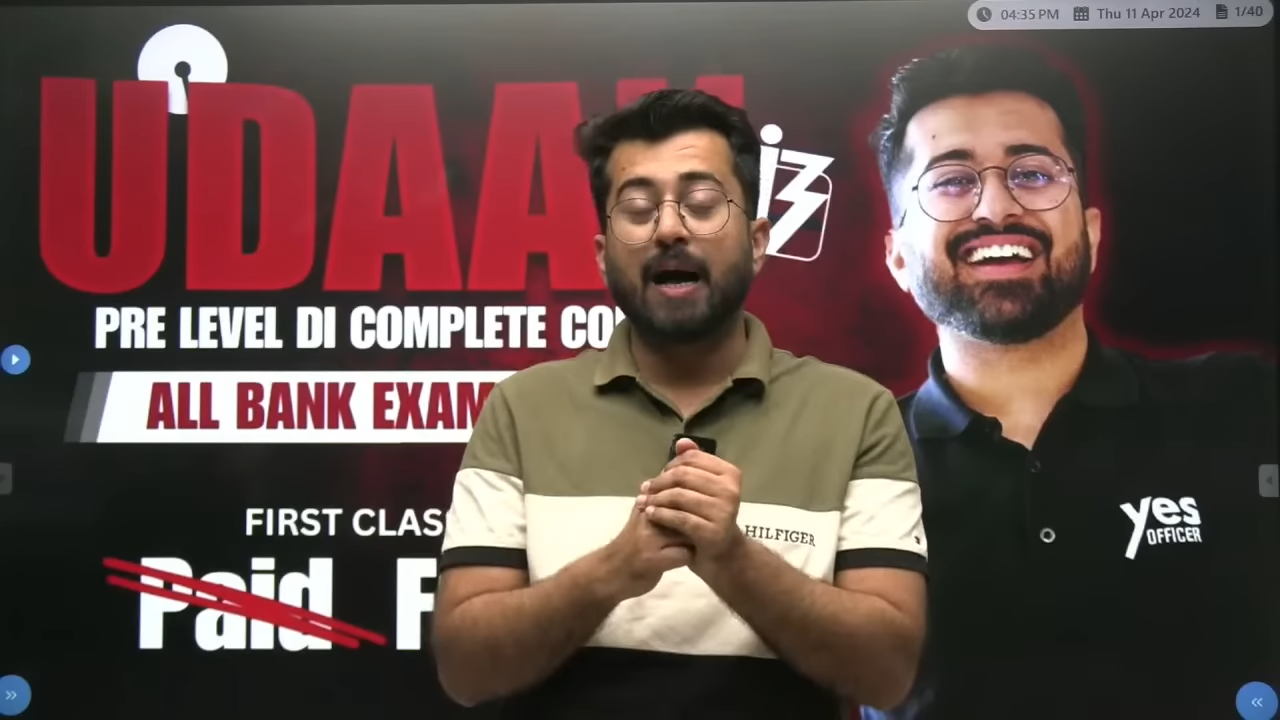 04:35 PM Thu 11 Apr 2024 1/40
UDAA
PRE LEVEL DI COMPLETE
ALL BANK EXAM
FIRST CLAS
Paid F
HILFIGER
yes
OFFICER